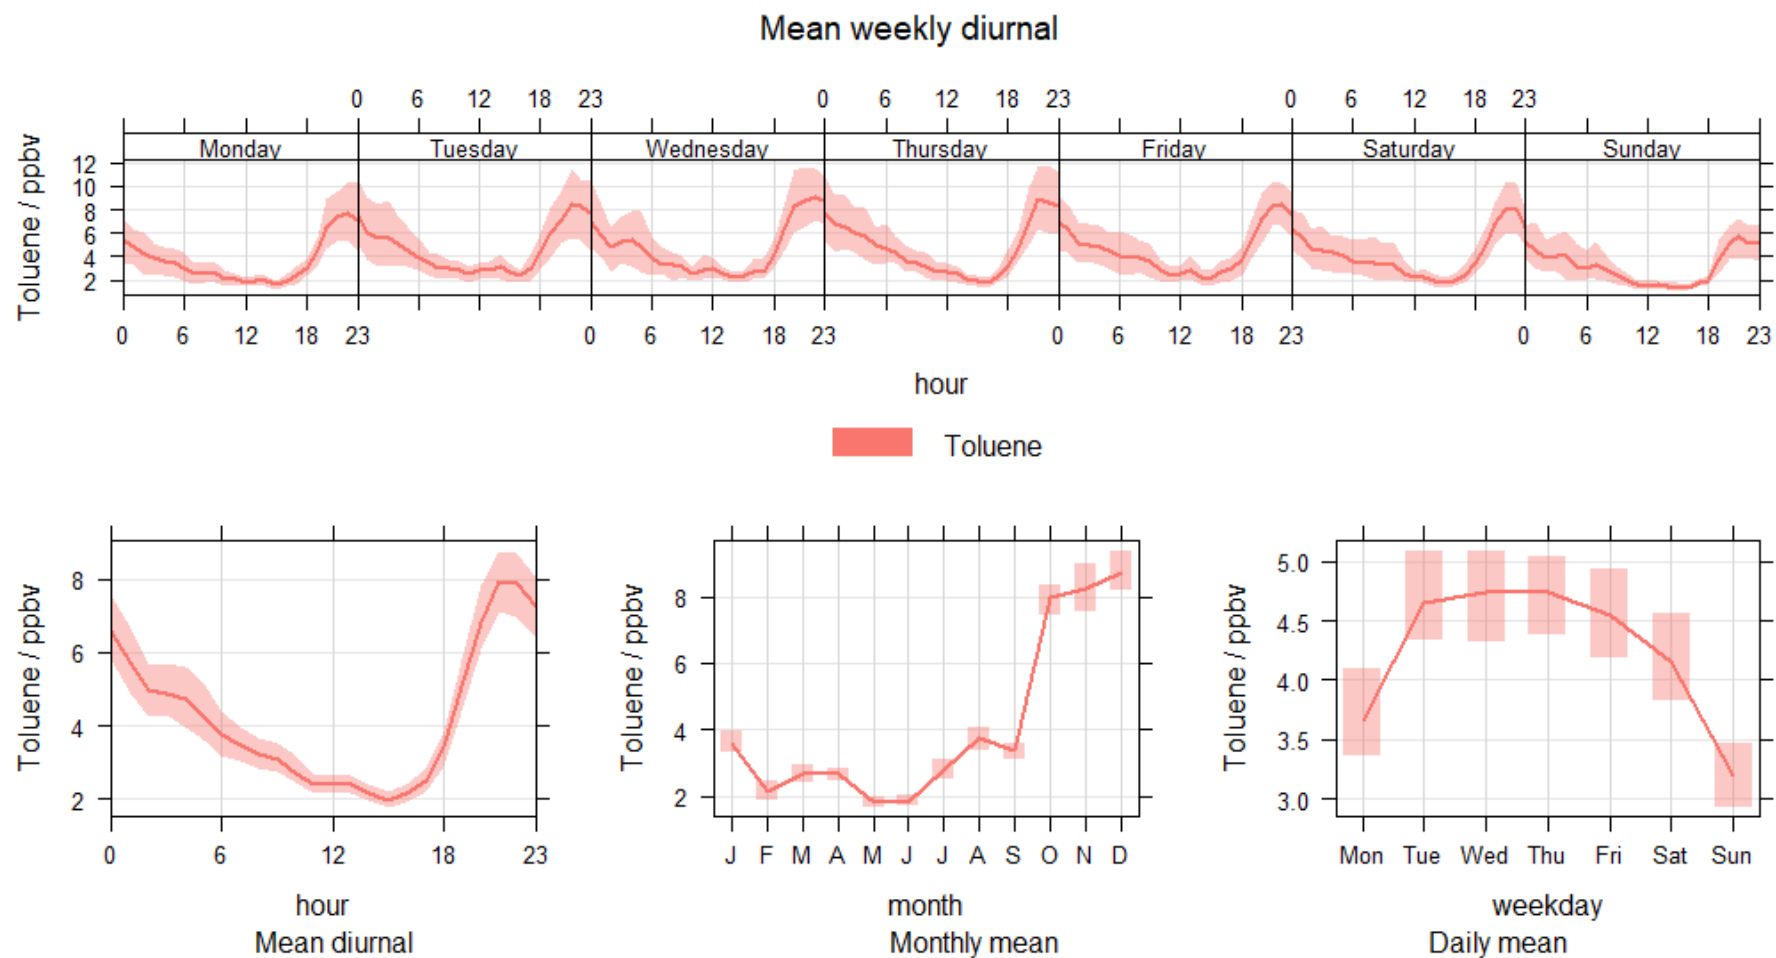 Mean weekly diurnal
0 6 12 18 23 0 6 12 18 23 0 6 12 18 23
Monday Tuesday Wednesday Thursday Friday Saturday Sunday
Toluene / ppbv
12
10
8
6
4
2
0 6 12 18 23 0 6 12 18 23 0 6 12 18 23 0 6 12 18 23
hour
Toluene
Toluene / ppbv
8
6
4
2
0 6 12 18 23
hour
Mean diurnal
Toluene / ppbv
8
6
4
2
J F M A M J J A S O N D
month
Monthly mean
Toluene / ppbv
5.0
4.5
4.0
3.5
3.0
Mon Tue Wed Thu Fri Sat Sun
weekday
Daily mean